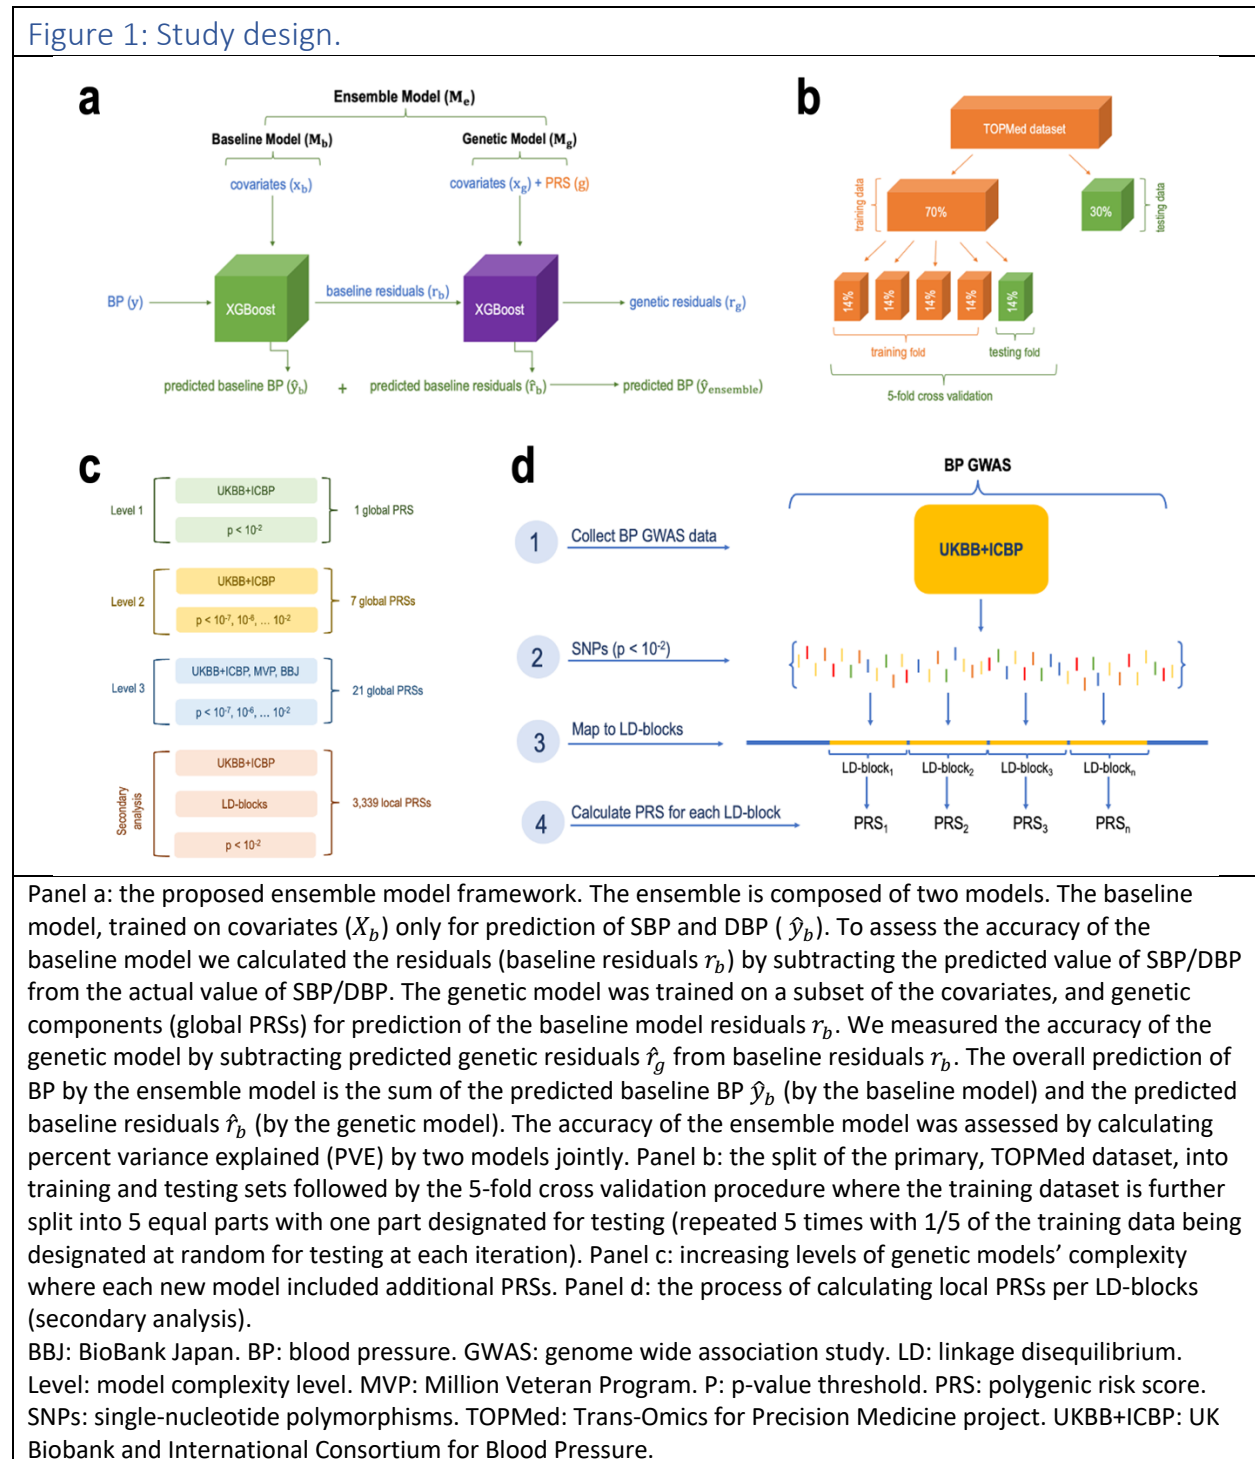 Figure 1: Study design.
a
Ensemble Model (Mₑ)
Baseline Model (M_b)
Genetic Model (M_g)
covariates (x_b)
covariates (x_g) + PRS (g)
BP (y)
XGBoost
baseline residuals (r_b)
XGBoost
genetic residuals (r_g)
predicted baseline BP (ŷ_b)
+
predicted baseline residuals (r̂_b)
predicted BP (ŷ_ensemble)
b
TOPMed dataset
training data
70%
30%
testing data
14%
14%
14%
14%
14%
training fold
testing fold
5-fold cross validation
c
Level 1
UKBB+ICBP
p < 10⁻²
1 global PRS
Level 2
UKBB+ICBP
p < 10⁻⁷, 10⁻⁶, ... 10⁻²
7 global PRSs
Level 3
UKBB+ICBP, MVP, BBJ
p < 10⁻⁷, 10⁻⁶, ... 10⁻²
21 global PRSs
Secondary
analysis
UKBB+ICBP
LD-blocks
p < 10⁻²
3,339 local PRSs
d
BP GWAS
1
Collect BP GWAS data
UKBB+ICBP
2
SNPs (p < 10⁻²)
3
Map to LD-blocks
LD-block₁
LD-block₂
LD-block₃
LD-blockₙ
4
Calculate PRS for each LD-block
PRS₁
PRS₂
PRS₃
PRSₙ
Panel a: the proposed ensemble model framework. The ensemble is composed of two models. The baseline
model, trained on covariates (X_b) only for prediction of SBP and DBP ( ŷ_b). To assess the accuracy of the
baseline model we calculated the residuals (baseline residuals r_b) by subtracting the predicted value of SBP/DBP
from the actual value of SBP/DBP. The genetic model was trained on a subset of the covariates, and genetic
components (global PRSs) for prediction of the baseline model residuals r_b. We measured the accuracy of the
genetic model by subtracting predicted genetic residuals r̂_g from baseline residuals r_b. The overall prediction of
BP by the ensemble model is the sum of the predicted baseline BP ŷ_b (by the baseline model) and the predicted
baseline residuals r̂_b (by the genetic model). The accuracy of the ensemble model was assessed by calculating
percent variance explained (PVE) by two models jointly. Panel b: the split of the primary, TOPMed dataset, into
training and testing sets followed by the 5-fold cross validation procedure where the training dataset is further
split into 5 equal parts with one part designated for testing (repeated 5 times with 1/5 of the training data being
designated at random for testing at each iteration). Panel c: increasing levels of genetic models’ complexity
where each new model included additional PRSs. Panel d: the process of calculating local PRSs per LD-blocks
(secondary analysis).
BBJ: BioBank Japan. BP: blood pressure. GWAS: genome wide association study. LD: linkage disequilibrium.
Level: model complexity level. MVP: Million Veteran Program. P: p-value threshold. PRS: polygenic risk score.
SNPs: single-nucleotide polymorphisms. TOPMed: Trans-Omics for Precision Medicine project. UKBB+ICBP: UK
Biobank and International Consortium for Blood Pressure.